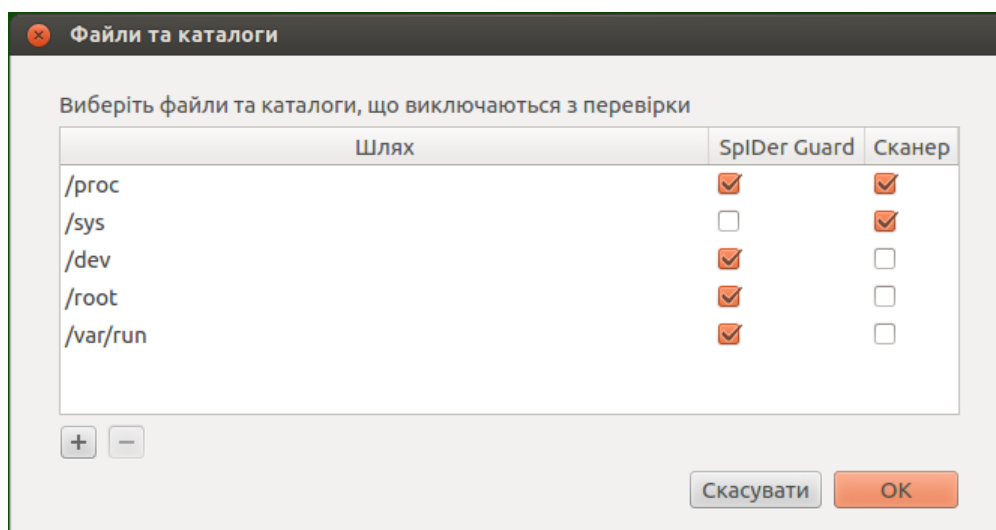 Файли та каталоги
Виберіть файли та каталоги, що виключаються з перевірки
Шлях SpIDer Guard Сканер
/proc
/sys
/dev
/root
/var/run
Скасувати OK